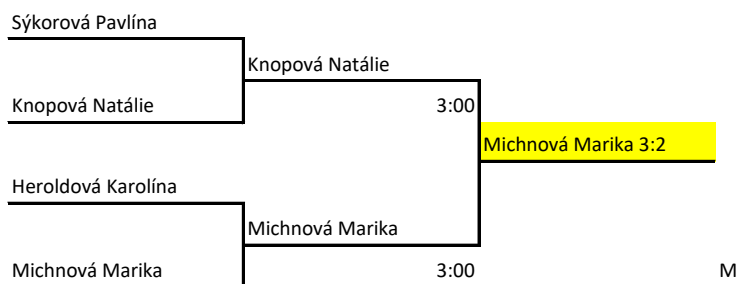 Sýkorová Pavlína
Knopová Natálie
Knopová Natálie 3:00
Michnová Marika 3:2
Heroldová Karolína
Michnová Marika
Michnová Marika 3:00 M